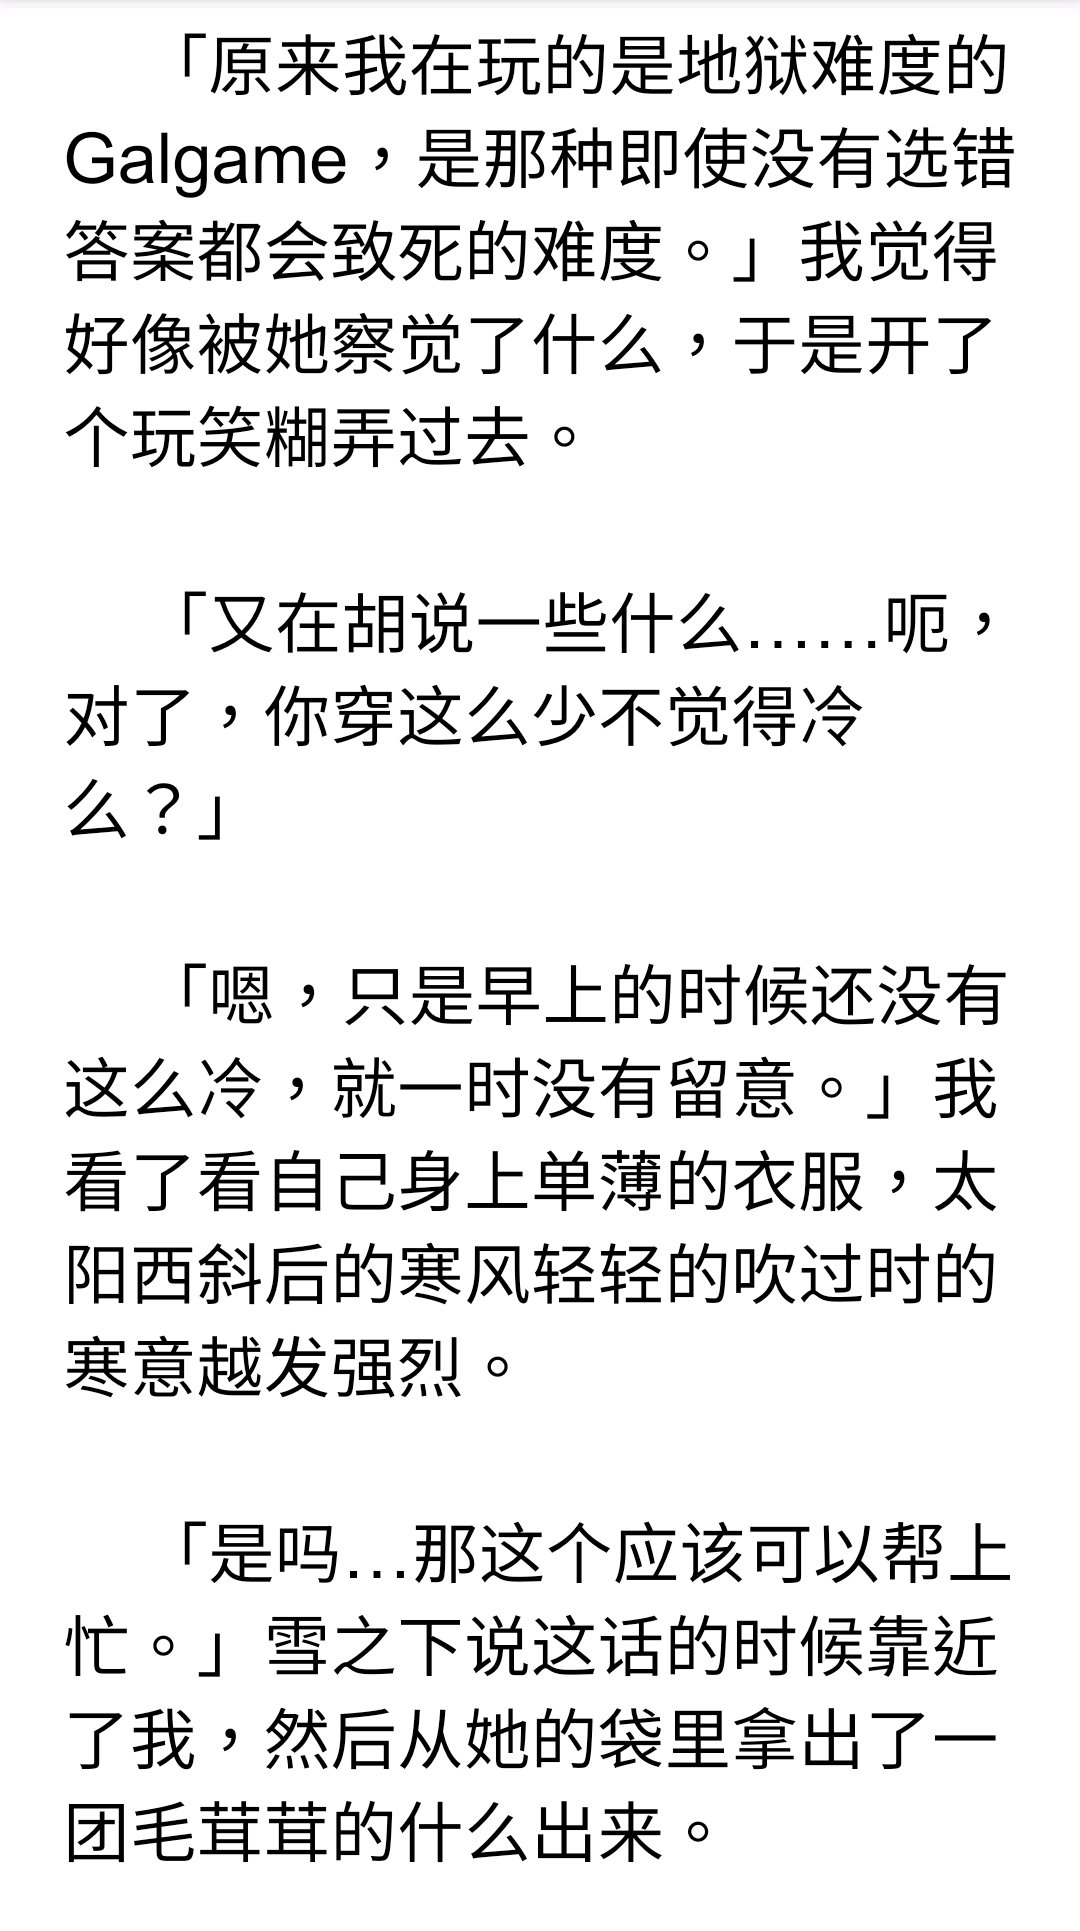 「原来我在玩的是地狱难度的
Galgame，是那种即使没有选错
答案都会致死的难度。」我觉得
好像被她察觉了什么，于是开了
个玩笑糊弄过去。
「又在胡说一些什么……呃，
对了，你穿这么少不觉得冷
么？」
「嗯，只是早上的时候还没有
这么冷，就一时没有留意。」我
看了看自己身上单薄的衣服，太
阳西斜后的寒风轻轻的吹过时的
寒意越发强烈。
「是吗…那这个应该可以帮上
忙。」雪之下说这话的时候靠近
了我，然后从她的袋里拿出了一
团毛茸茸的什么出来。